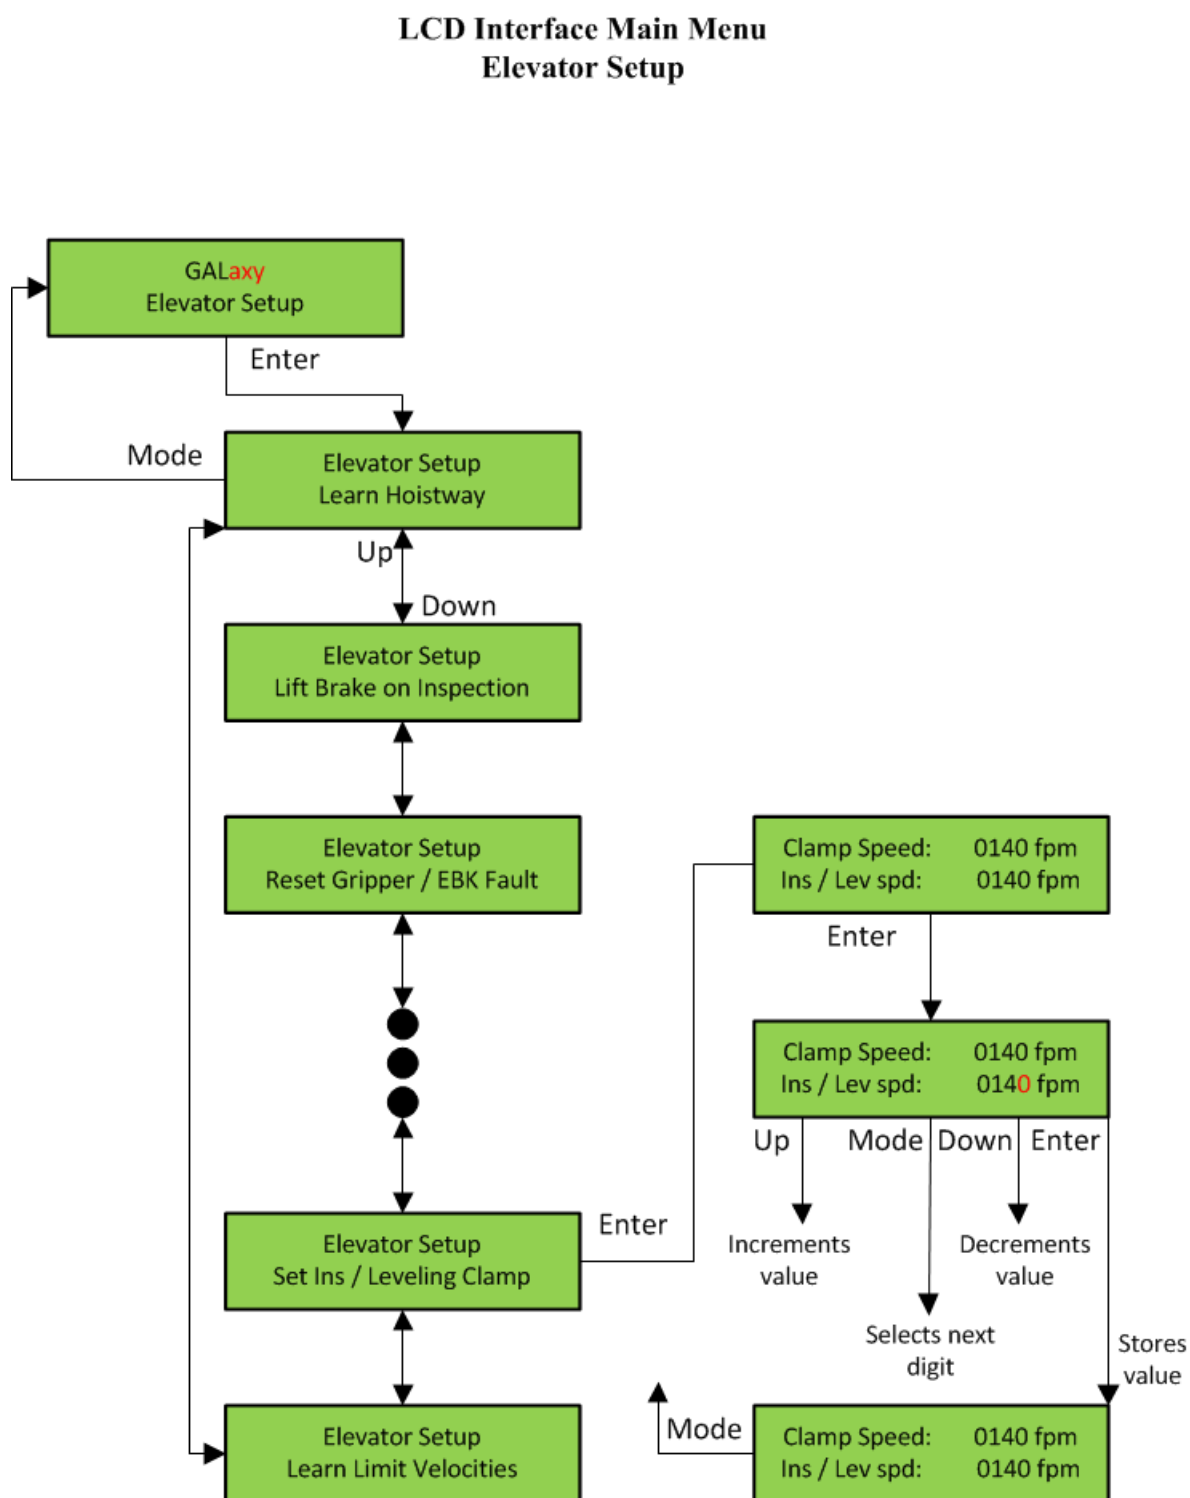 LCD Interface Main Menu
Elevator Setup
GALaxy
Elevator Setup
Enter
Mode
Elevator Setup
Learn Hoistway
Up
Down
Elevator Setup
Lift Brake on Inspection
Elevator Setup
Reset Gripper / EBK Fault
Clamp Speed: 0140 fpm
Ins / Lev spd: 0140 fpm
Enter
Clamp Speed: 0140 fpm
Ins / Lev spd: 0140 fpm
Up Mode Down Enter
Increments
value
Decrements
value
Selects next
digit
Stores
value
Elevator Setup
Set Ins / Leveling Clamp
Enter
Elevator Setup
Learn Limit Velocities
Mode
Clamp Speed: 0140 fpm
Ins / Lev spd: 0140 fpm